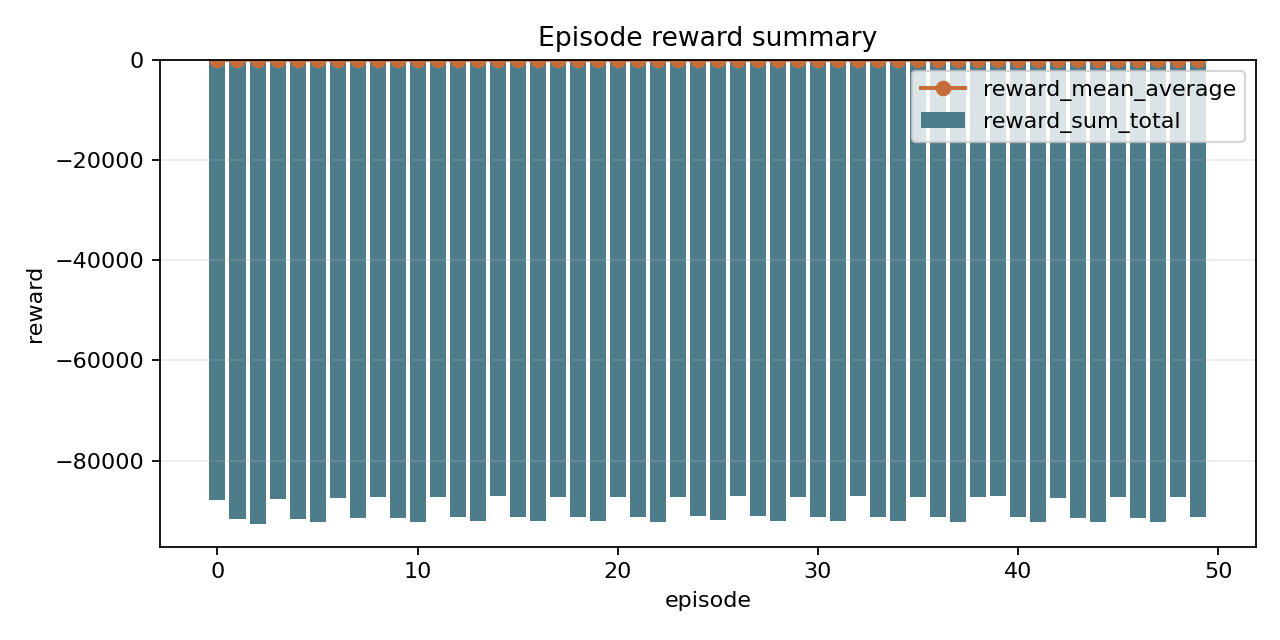 Episode reward summary
0
−20000
−40000
−60000
−80000
reward
reward_mean_average
reward_sum_total
0 10 20 30 40 50
episode